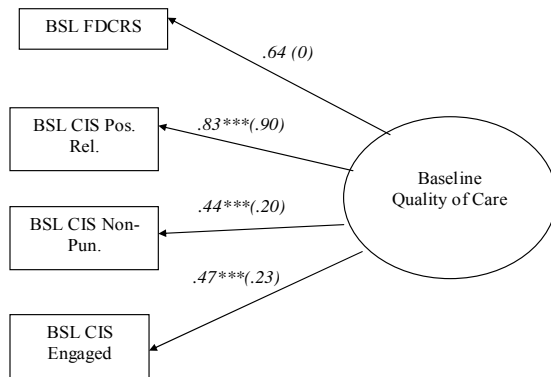 BSL FDCRS
.64 (0)
BSL CIS Pos.
Rel.
.83***(.90)
Baseline
Quality of Care
BSL CIS Non-
Pun.
.44***(.20)
.47***(.23)
BSL CIS
Engaged